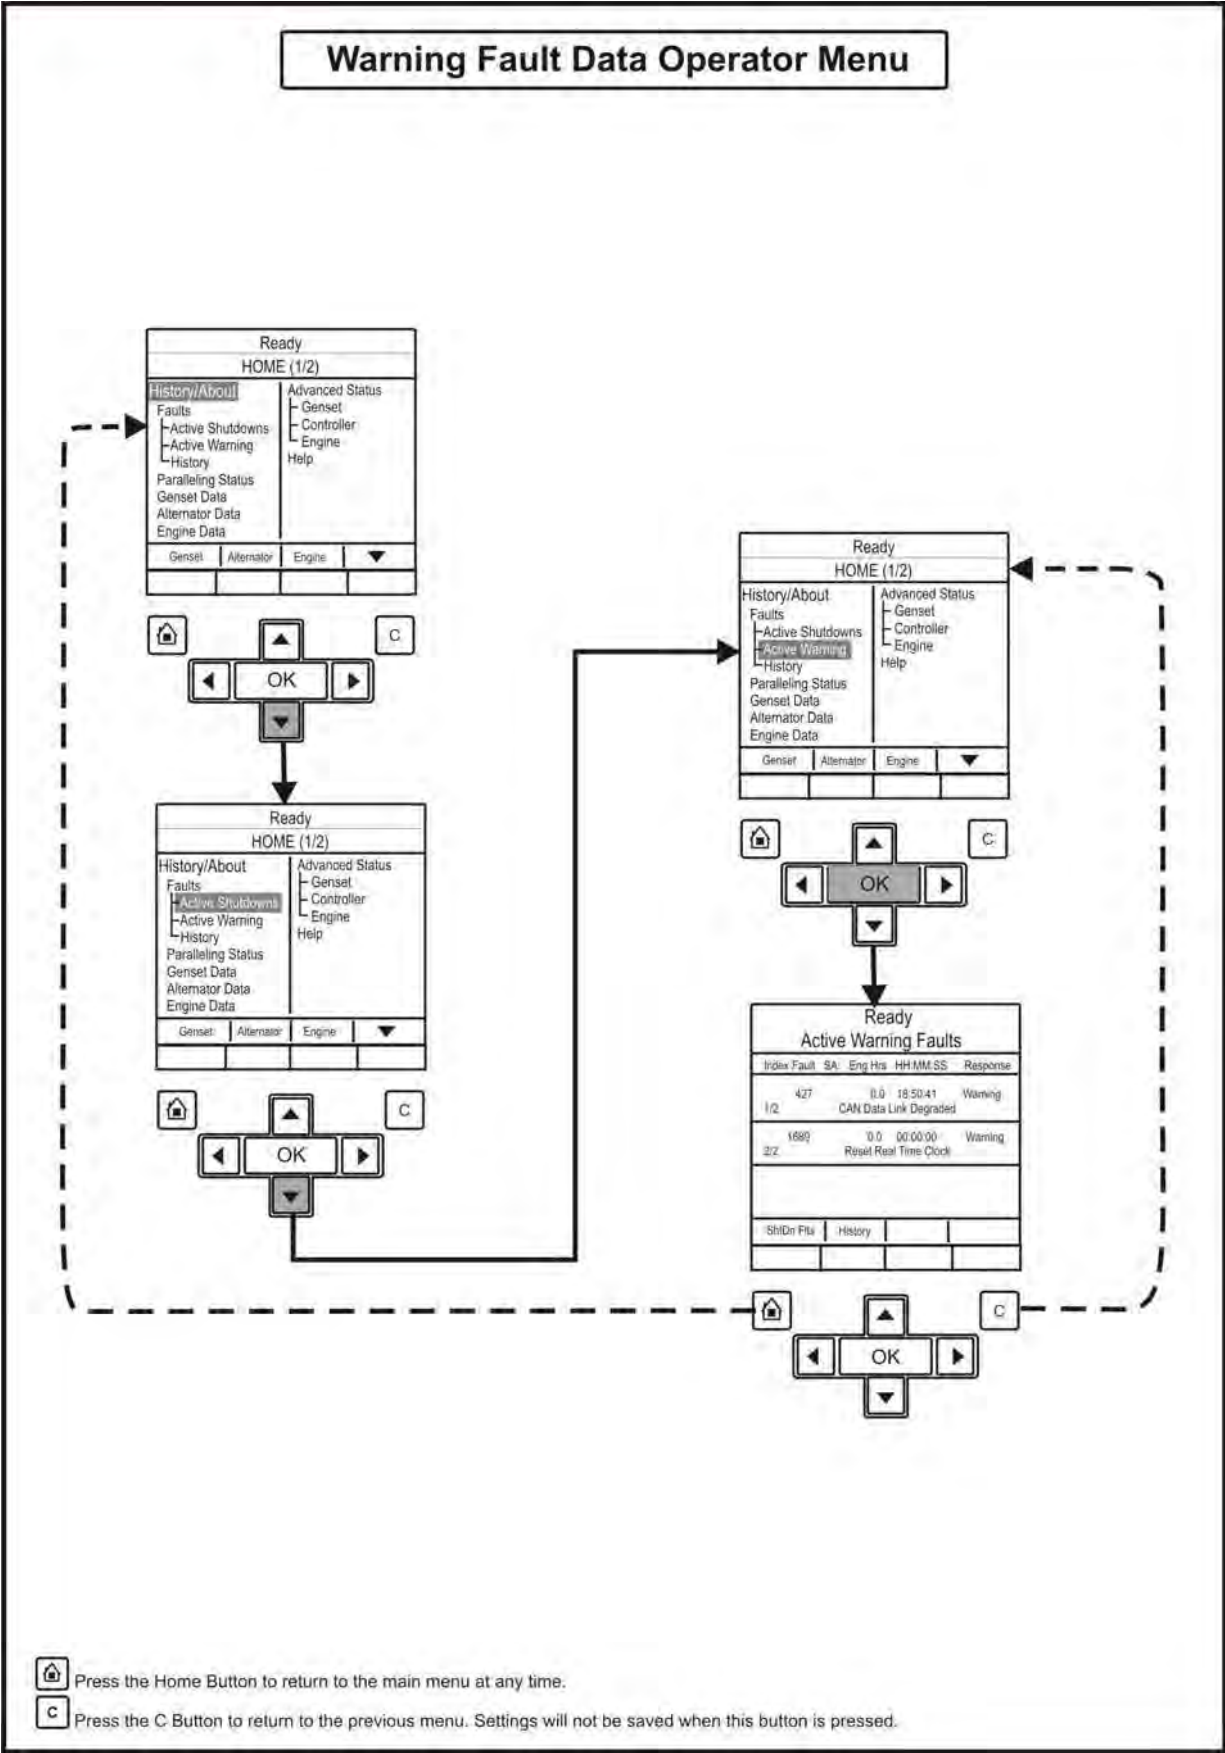 Warning Fault Data Operator Menu
Ready
HOME (1/2)
History/About
Faults
Active Shutdowns
Active Warning
History
Paralleling Status
Genset Data
Alternator Data
Engine Data
Advanced Status
Genset
Controller
Engine
Help
Genset Alternator Engine
C
OK
Ready
HOME (1/2)
History/About
Faults
Active Shutdowns
Active Warning
History
Paralleling Status
Genset Data
Alternator Data
Engine Data
Advanced Status
Genset
Controller
Engine
Help
Genset Alternator Engine
C
OK
Ready
HOME (1/2)
History/About
Faults
Active Shutdowns
Active Warning
History
Paralleling Status
Genset Data
Alternator Data
Engine Data
Advanced Status
Genset
Controller
Engine
Help
Genset Alternator Engine
C
OK
Ready
Active Warning Faults
Index Fault SA: Eng Hrs HH:MM:SS Response
427 0.0 18:50:41 Warning
1/2 CAN Data Link Degraded
1689 0.0 00:00:00 Warning
2/2 Reset Real Time Clock
ShtDn Flts History
C
OK
Press the Home Button to return to the main menu at any time.
C Press the C Button to return to the previous menu. Settings will not be saved when this button is pressed.